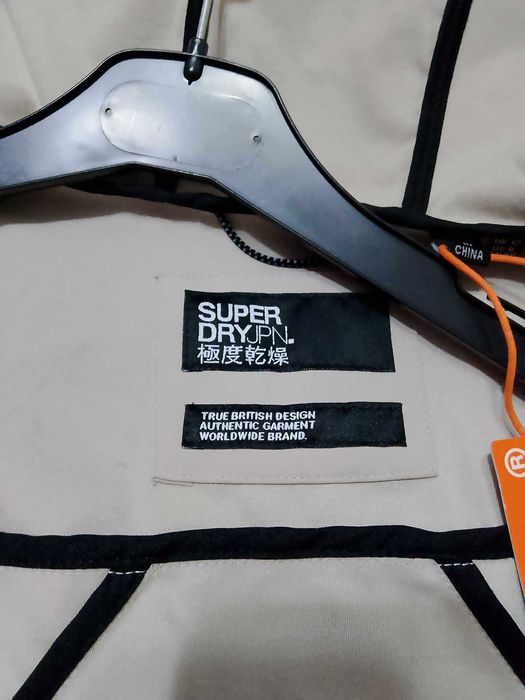 CHINA
SUPER
DRYJPN.
極度乾燥
TRUE BRITISH DESIGN
AUTHENTIC GARMENT
WORLDWIDE BRAND.
®